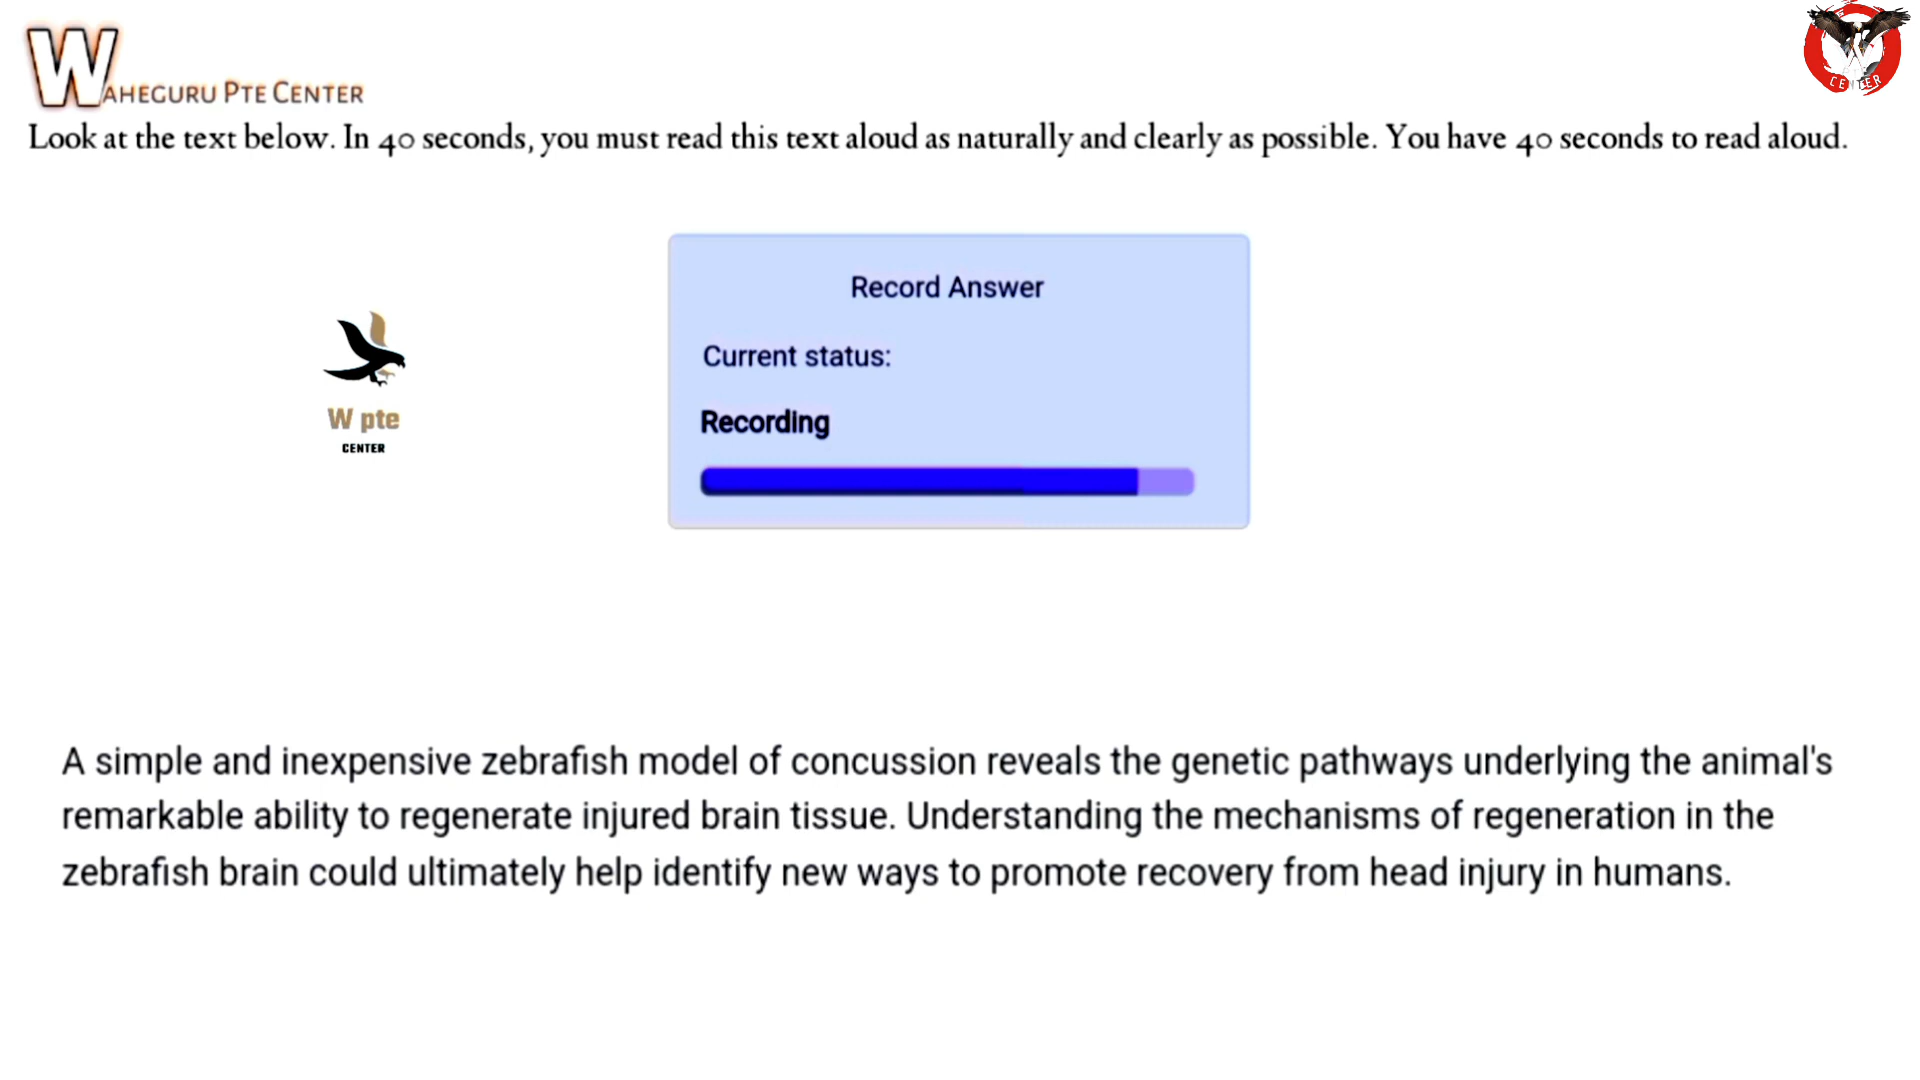 WAHEGURU PTE CENTER
Look at the text below. In 40 seconds, you must read this text aloud as naturally and clearly as possible. You have 40 seconds to read aloud.
Record Answer
Current status:
Recording
W pte
CENTER
CENTER
A simple and inexpensive zebrafish model of concussion reveals the genetic pathways underlying the animal's
remarkable ability to regenerate injured brain tissue. Understanding the mechanisms of regeneration in the
zebrafish brain could ultimately help identify new ways to promote recovery from head injury in humans.